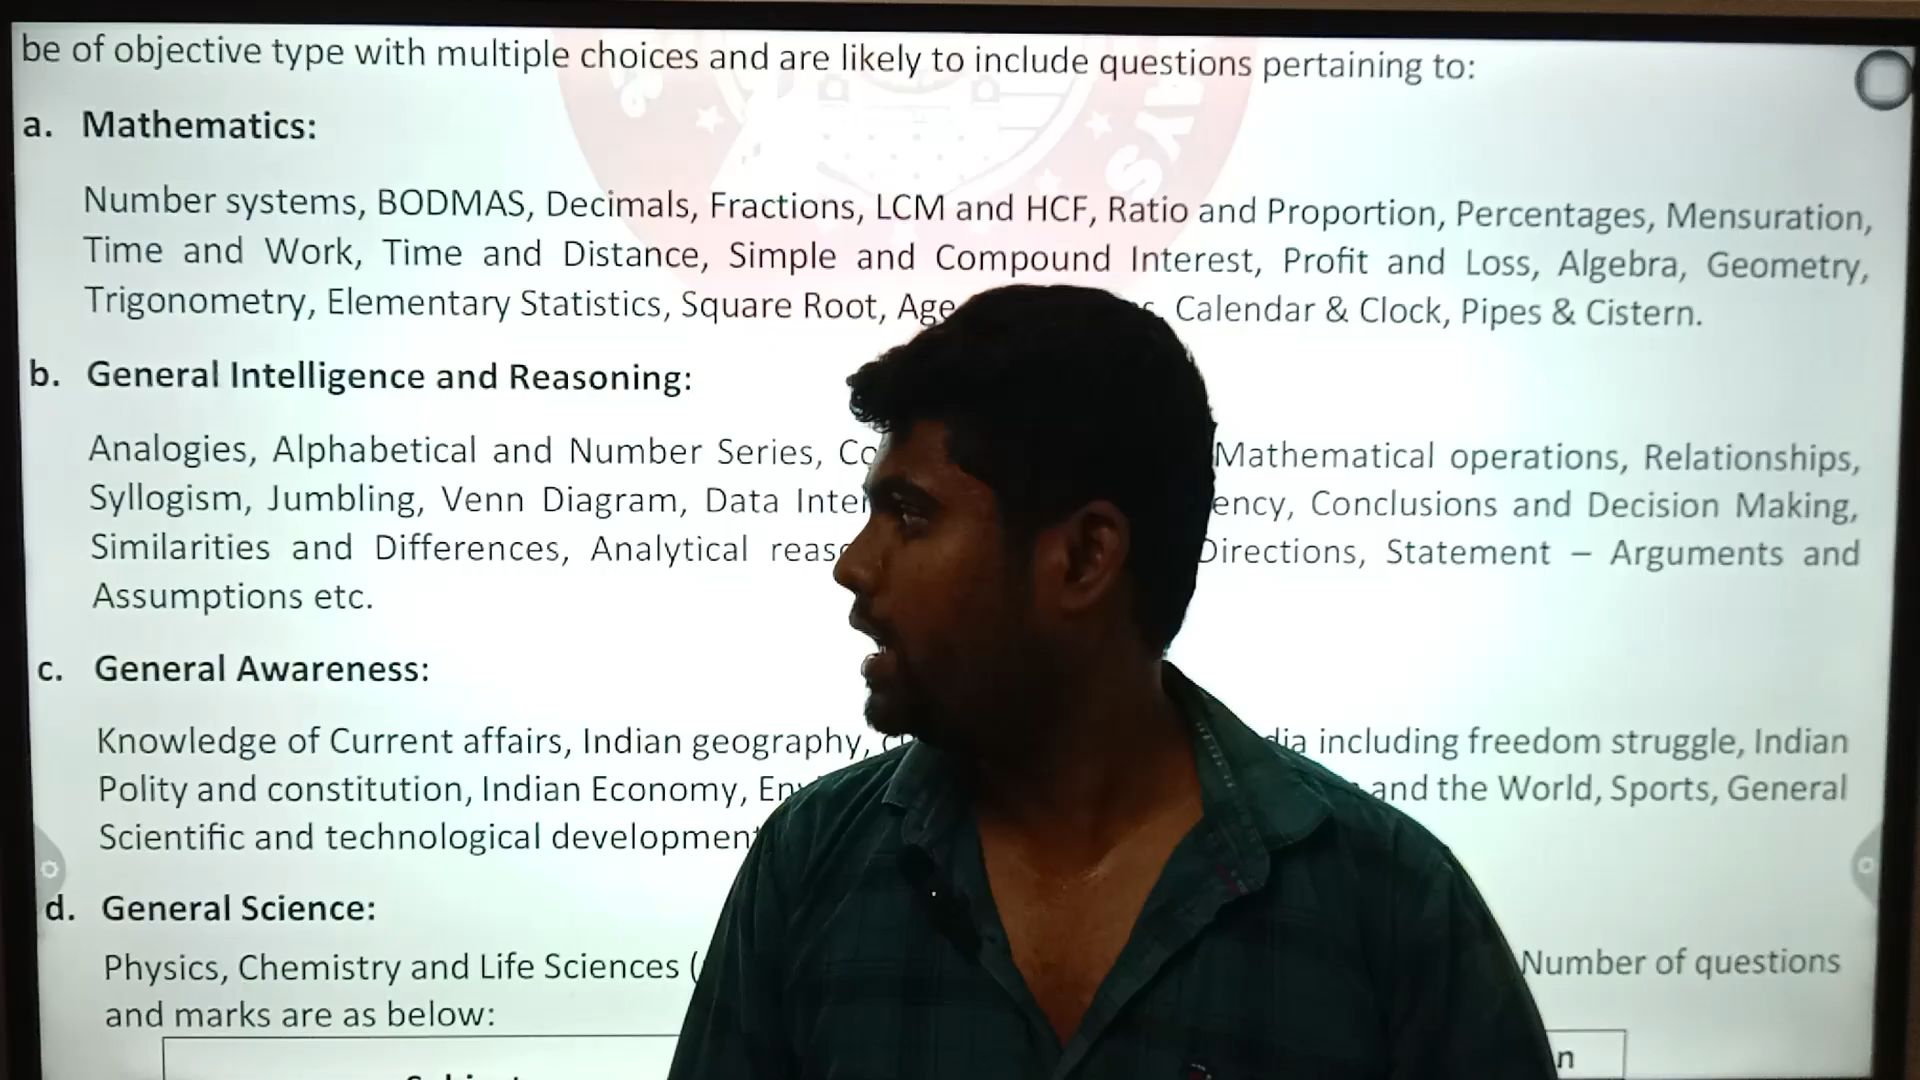 be of objective type with multiple choices and are likely to include questions pertaining to:
a. Mathematics:
Number systems, BODMAS, Decimals, Fractions, LCM and HCF, Ratio and Proportion, Percentages, Mensuration,
Time and Work, Time and Distance, Simple and Compound Interest, Profit and Loss, Algebra, Geometry,
Trigonometry, Elementary Statistics, Square Root, Age Calendar & Clock, Pipes & Cistern.
b. General Intelligence and Reasoning:
Analogies, Alphabetical and Number Series, Mathematical operations, Relationships,
Syllogism, Jumbling, Venn Diagram, Data Conclusions and Decision Making,
Similarities and Differences, Analytical Directions, Statement – Arguments and
Assumptions etc.
c. General Awareness:
Knowledge of Current affairs, Indian geography, including freedom struggle, Indian
Polity and constitution, Indian Economy, and the World, Sports, General
Scientific and technological
d. General Science:
Physics, Chemistry and Life Sciences ( Number of questions
and marks are as below: